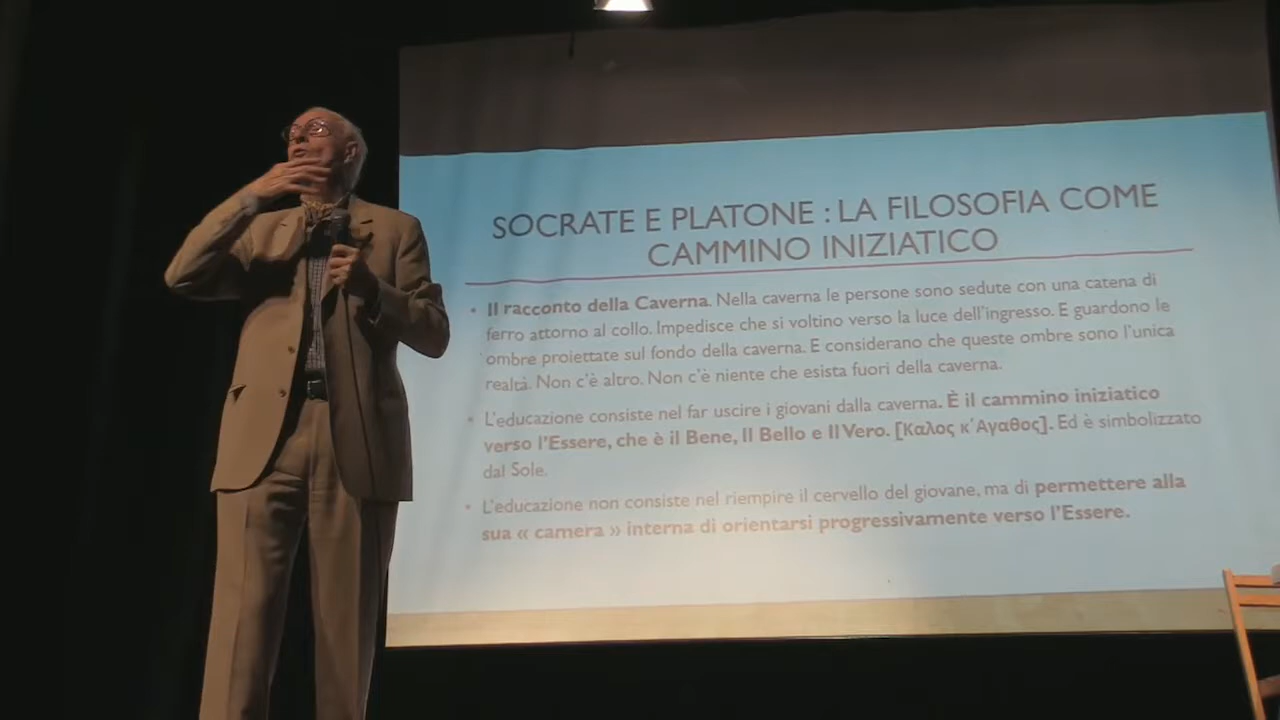 SOCRATE E PLATONE : LA FILOSOFIA COME
CAMMINO INIZIATICO
• Il racconto della Caverna. Nella caverna le persone sono sedute con una catena di
ferro attorno al collo. Impedisce che si voltino verso la luce dell'ingresso. E guardono le
ombre proiettate sul fondo della caverna. E considerano che queste ombre sono l'unica
realtà. Non c'è altro. Non c'è niente che esista fuori della caverna.
• L'educazione consiste nel far uscire i giovani dalla caverna. È il cammino iniziatico
verso l'Essere, che è il Bene, Il Bello e Il Vero. [Καλος κ΄Αγαθος]. Ed è simbolizzato
dal Sole.
• L'educazione non consiste nel riempire il cervello del giovane, ma di permettere alla
sua « camera » interna di orientarsi progressivamente verso l'Essere.